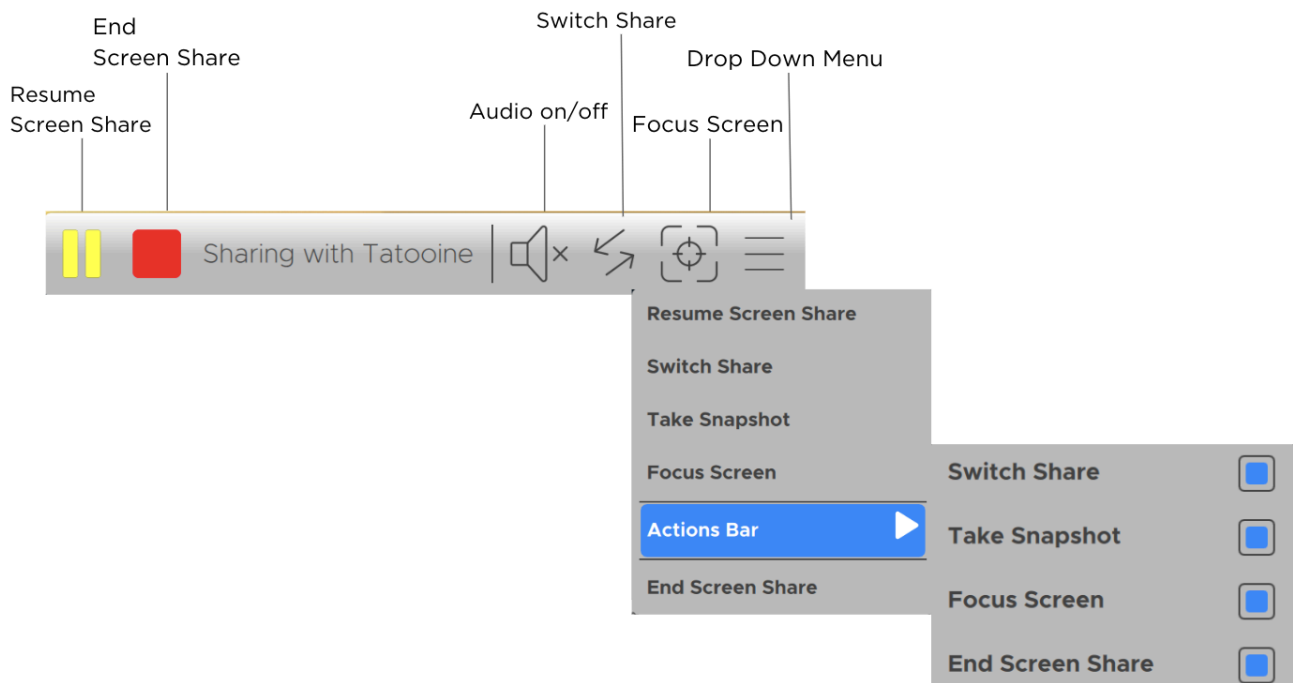 End
Screen Share
Switch Share
Drop Down Menu
Resume
Screen Share
Audio on/off
Focus Screen
Sharing with Tatooine
Resume Screen Share
Switch Share
Take Snapshot
Focus Screen
Actions Bar
End Screen Share
Switch Share
Take Snapshot
Focus Screen
End Screen Share